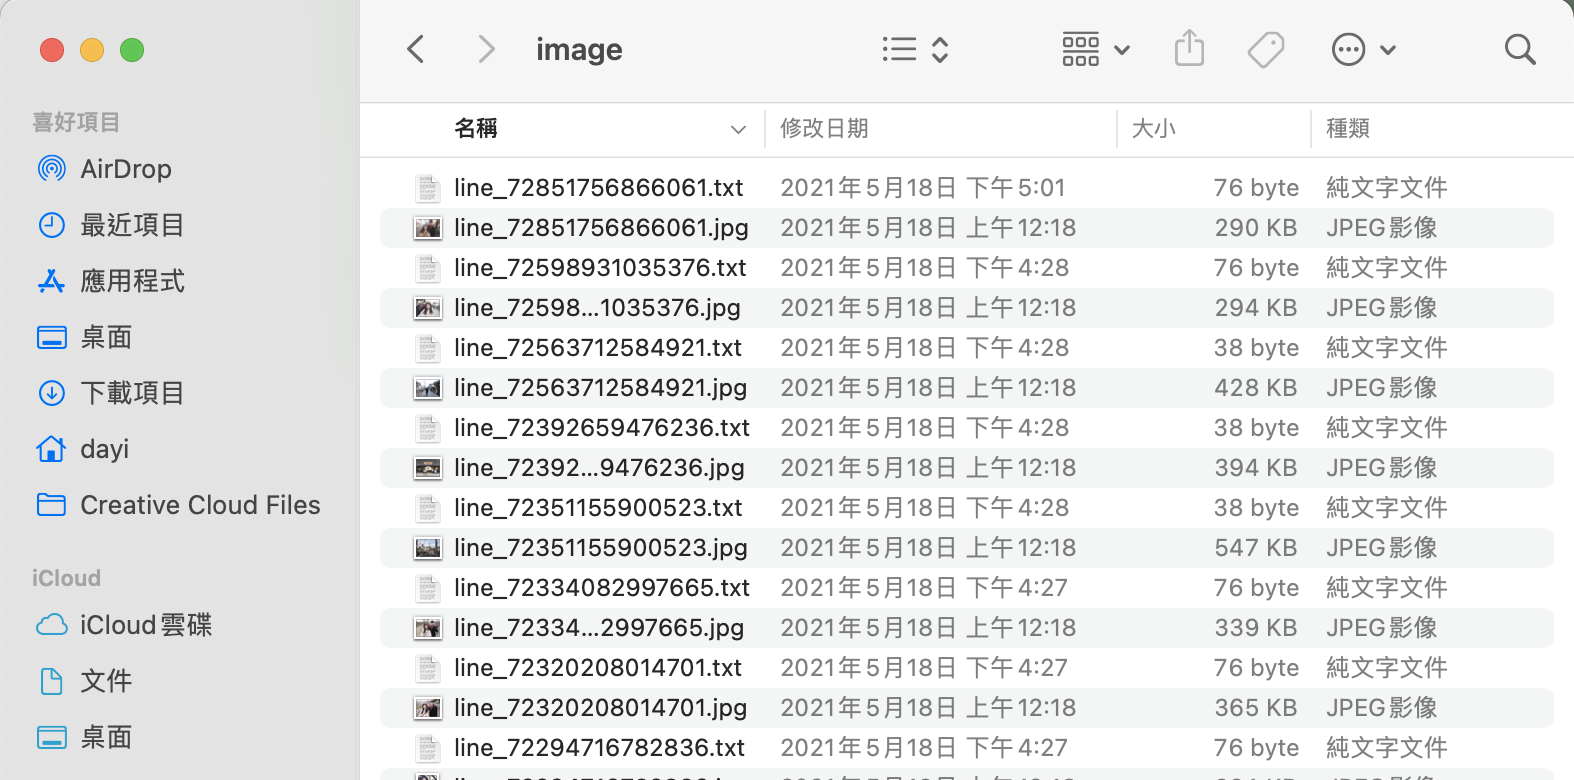 image
喜好項目
AirDrop
最近項目
應用程式
桌面
下載項目
dayi
Creative Cloud Files
iCloud
iCloud雲碟
文件
桌面
名稱 修改日期 大小 種類
line_72851756866061.txt 2021年5月18日 下午5:01 76 byte 純文字文件
line_72851756866061.jpg 2021年5月18日 上午12:18 290 KB JPEG影像
line_72598931035376.txt 2021年5月18日 下午4:28 76 byte 純文字文件
line_72598...1035376.jpg 2021年5月18日 上午12:18 294 KB JPEG影像
line_72563712584921.txt 2021年5月18日 下午4:28 38 byte 純文字文件
line_72563712584921.jpg 2021年5月18日 上午12:18 428 KB JPEG影像
line_72392659476236.txt 2021年5月18日 下午4:28 38 byte 純文字文件
line_72392...9476236.jpg 2021年5月18日 上午12:18 394 KB JPEG影像
line_72351155900523.txt 2021年5月18日 下午4:28 38 byte 純文字文件
line_72351155900523.jpg 2021年5月18日 上午12:18 547 KB JPEG影像
line_72334082997665.txt 2021年5月18日 下午4:27 76 byte 純文字文件
line_72334...2997665.jpg 2021年5月18日 上午12:18 339 KB JPEG影像
line_72320208014701.txt 2021年5月18日 下午4:27 76 byte 純文字文件
line_72320208014701.jpg 2021年5月18日 上午12:18 365 KB JPEG影像
line_72294716782836.txt 2021年5月18日 下午4:27 76 byte 純文字文件